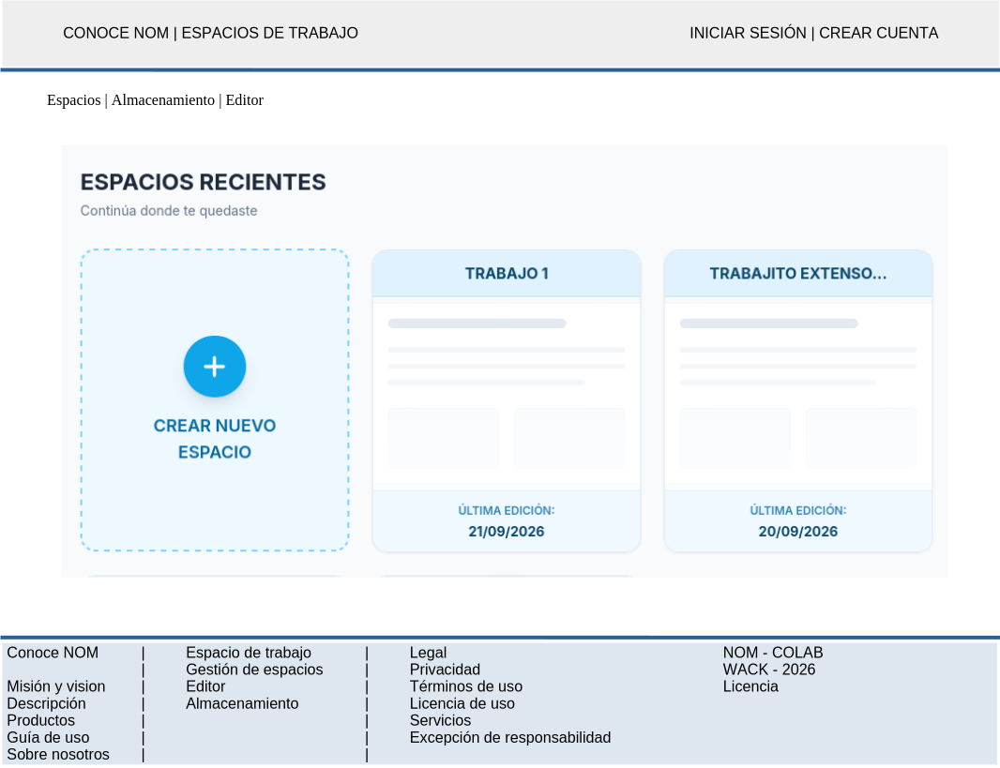 CONOCE NOM | ESPACIOS DE TRABAJO
INICIAR SESIÓN | CREAR CUENTA
Espacios | Almacenamiento | Editor
ESPACIOS RECIENTES
Continúa donde te quedaste
CREAR NUEVO
ESPACIO
TRABAJO 1
ÚLTIMA EDICIÓN:
21/09/2026
TRABAJITO EXTENSO...
ÚLTIMA EDICIÓN:
20/09/2026
Conoce NOM | Espacio de trabajo | Legal NOM - COLAB
| Gestión de espacios | Privacidad WACK - 2026
Misión y vision | Editor | Términos de uso Licencia
Descripción | Almacenamiento | Licencia de uso
Productos | | Servicios
Guía de uso | | Excepción de responsabilidad
Sobre nosotros | |